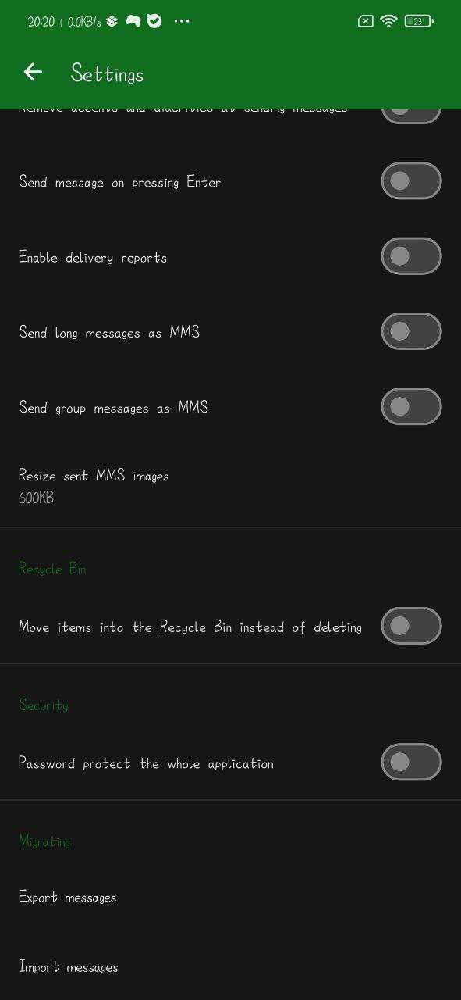 20:20 | 0.0KB/s ... 23
Settings
Remove accents and diacritics at sending messages
Send message on pressing Enter
Enable delivery reports
Send long messages as MMS
Send group messages as MMS
Resize sent MMS images
600KB
Recycle Bin
Move items into the Recycle Bin instead of deleting
Security
Password protect the whole application
Migrating
Export messages
Import messages